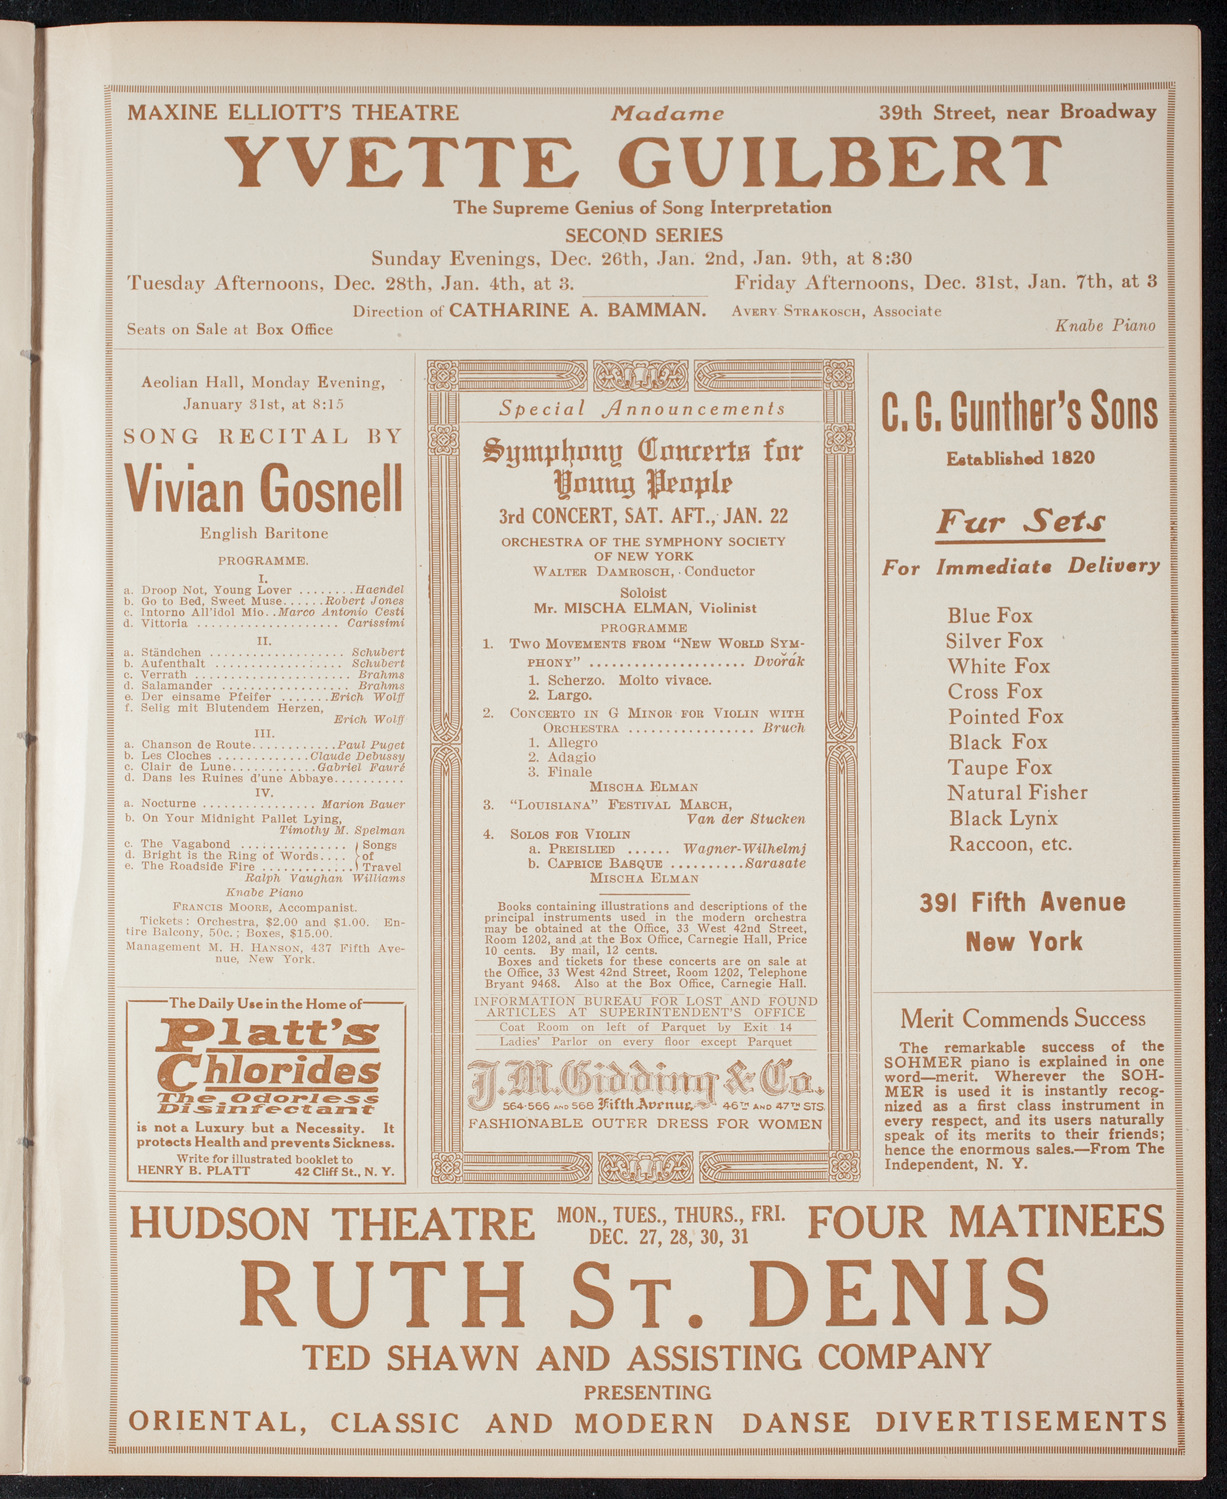 MAXINE ELLIOTT'S THEATRE Madame 39th Street, near Broadway
YVETTE GUILBERT
The Supreme Genius of Song Interpretation
SECOND SERIES
Sunday Evenings, Dec. 26th, Jan. 2nd, Jan. 9th, at 8:30
Tuesday Afternoons, Dec. 28th, Jan. 4th, at 3. Friday Afternoons, Dec. 31st, Jan. 7th, at 3
Direction of CATHARINE A. BAMMAN. AVERY STRAKOSCH, Associate
Seats on Sale at Box Office Knabe Piano
Aeolian Hall, Monday Evening,
January 31st, at 8:15
SONG RECITAL BY
Vivian Gosnell
English Baritone
PROGRAMME.
I.
a. Droop Not, Young Lover ........Haendel
b. Go to Bed, Sweet Muse......Robert Jones
c. Intorno All'idol Mio..Marco Antonio Cesti
d. Vittoria .................... Carissimi
II.
a. Ständchen ................... Schubert
b. Aufenthalt .................. Schubert
c. Verrath ...................... Brahms
d. Salamander .................. Brahms
e. Der einsame Pfeifer .......Erich Wolff
f. Selig mit Blutendem Herzen,
Erich Wolff
III.
a. Chanson de Route............Paul Puget
b. Les Cloches .............Claude Debussy
c. Clair de Lune............Gabriel Fauré
d. Dans les Ruines d'une Abbaye..........
IV.
a. Nocturne ................ Marion Bauer
b. On Your Midnight Pallet Lying,
Timothy M. Spelman
c. The Vagabond ............... Songs
d. Bright is the Ring of Words.... of
e. The Roadside Fire ............. Travel
Ralph Vaughan Williams
Knabe Piano
FRANCIS MOORE, Accompanist.
Tickets: Orchestra, $2.00 and $1.00. En-
tire Balcony, 50c.; Boxes, $15.00.
Management M. H. HANSON, 437 Fifth Ave-
nue, New York.
The Daily Use in the Home of
Platt's
Chlorides
The Odorless
Disinfectant
is not a Luxury but a Necessity. It
protects Health and prevents Sickness.
Write for illustrated booklet to
HENRY B. PLATT 42 Cliff St., N. Y.
Special Announcements
Symphony Concerts for
Young People
3rd CONCERT, SAT. AFT., JAN. 22
ORCHESTRA OF THE SYMPHONY SOCIETY
OF NEW YORK
WALTER DAMROSCH, Conductor
Soloist
Mr. MISCHA ELMAN, Violinist
PROGRAMME
1. TWO MOVEMENTS FROM "NEW WORLD SYM-
PHONY" ...................... Dvořák
1. Scherzo. Molto vivace.
2. Largo.
2. CONCERTO IN G MINOR FOR VIOLIN WITH
ORCHESTRA ................. Bruch
1. Allegro
2. Adagio
3. Finale
MISCHA ELMAN
3. "LOUISIANA" FESTIVAL MARCH,
Van der Stucken
4. SOLOS FOR VIOLIN
a. PREISLIED ...... Wagner-Wilhelmj
b. CAPRICE BASQUE ..........Sarasate
MISCHA ELMAN
Books containing illustrations and descriptions of the
principal instruments used in the modern orchestra
may be obtained at the Office, 33 West 42nd Street,
Room 1202, and at the Box Office, Carnegie Hall, Price
10 cents. By mail, 12 cents.
Boxes and tickets for these concerts are on sale at
the Office, 33 West 42nd Street, Room 1202, Telephone
Bryant 9468. Also at the Box Office, Carnegie Hall.
INFORMATION BUREAU FOR LOST AND FOUND
ARTICLES AT SUPERINTENDENT'S OFFICE
Coat Room on left of Parquet by Exit 14
Ladies' Parlor on every floor except Parquet
J.M. Gidding & Co.
564-566 AND 568 Fifth Avenue 46TH AND 47TH STS.
FASHIONABLE OUTER DRESS FOR WOMEN
C. G. Gunther's Sons
Established 1820
Fur Sets
For Immediate Delivery
Blue Fox
Silver Fox
White Fox
Cross Fox
Pointed Fox
Black Fox
Taupe Fox
Natural Fisher
Black Lynx
Raccoon, etc.
391 Fifth Avenue
New York
Merit Commends Success
The remarkable success of the
SOHMER piano is explained in one
word—merit. Wherever the SOH-
MER is used it is instantly recog-
nized as a first class instrument in
every respect, and its users naturally
speak of its merits to their friends;
hence the enormous sales.—From The
Independent, N. Y.
HUDSON THEATRE MON., TUES., THURS., FRI. FOUR MATINEES
DEC. 27, 28, 30, 31
RUTH ST. DENIS
TED SHAWN AND ASSISTING COMPANY
PRESENTING
ORIENTAL, CLASSIC AND MODERN DANSE DIVERTISEMENTS